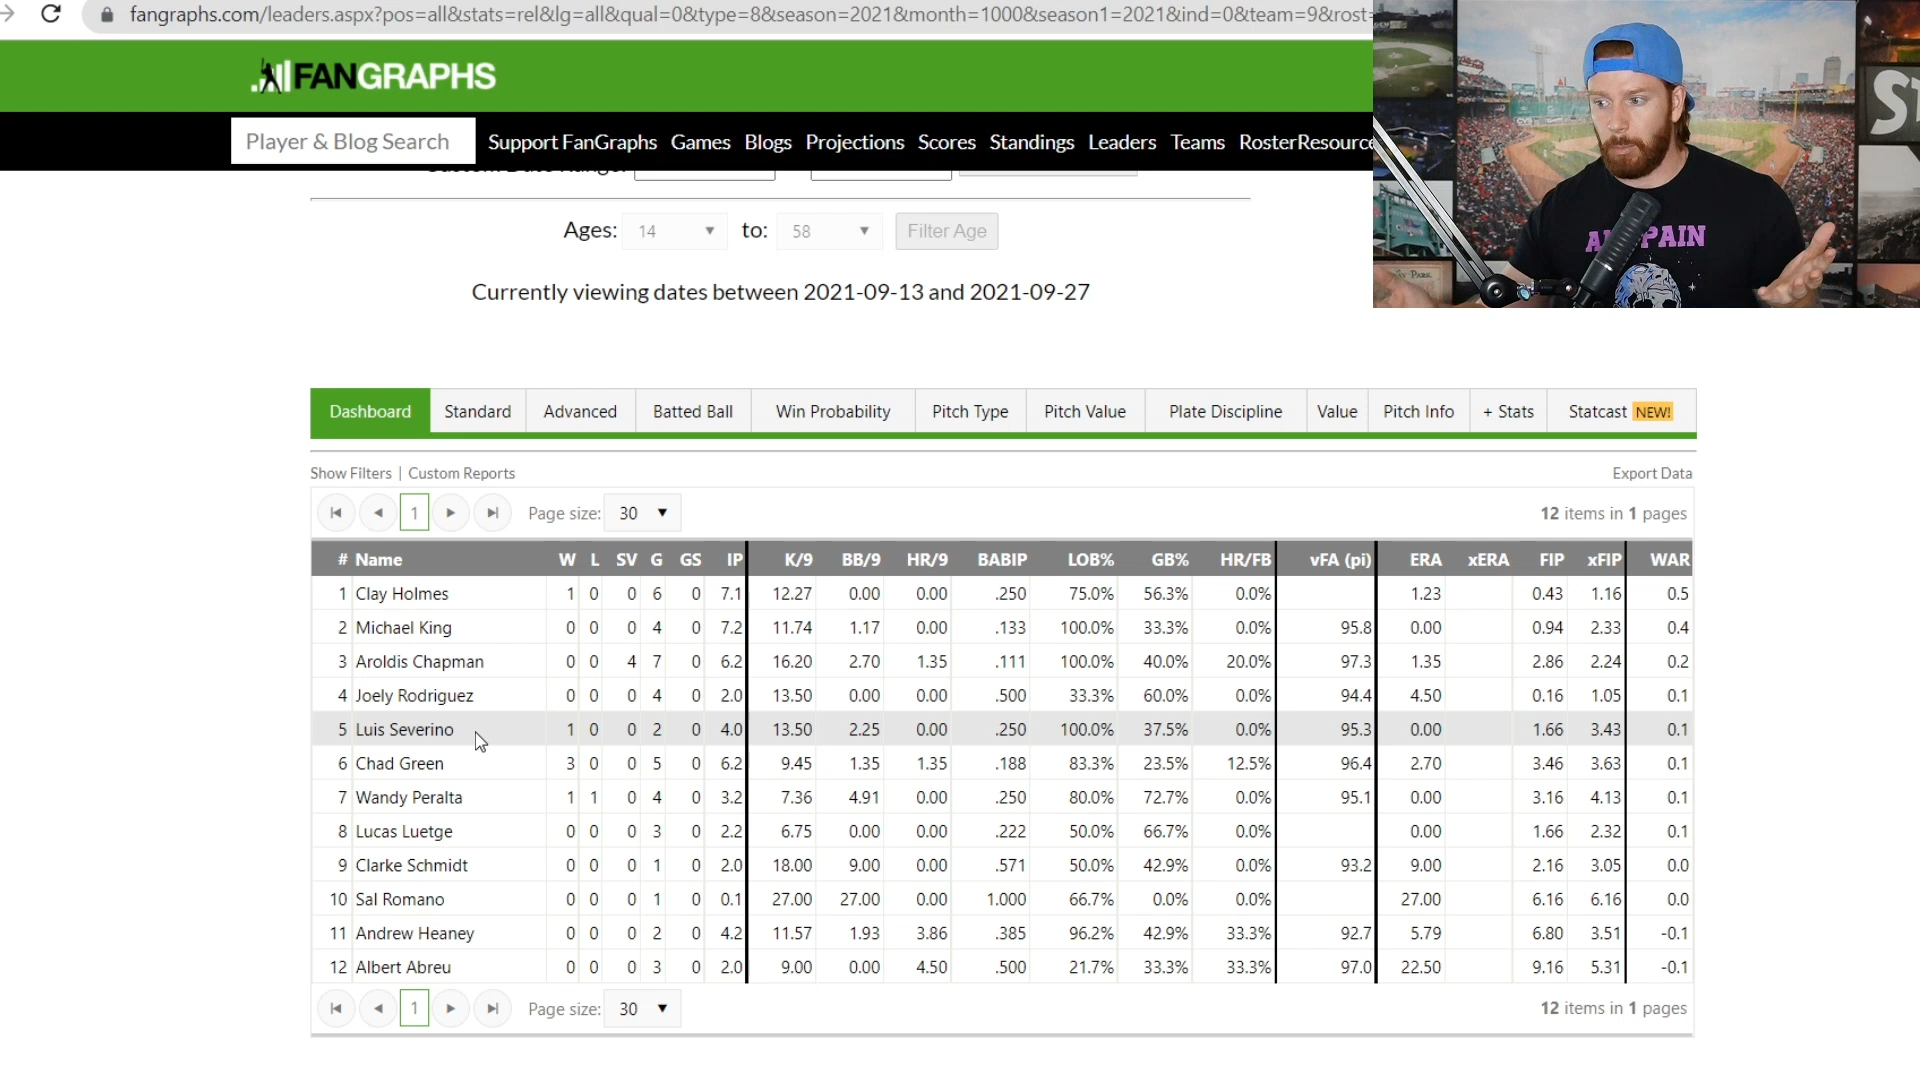 fangraphs.com/leaders.aspx?pos=all&stats=rel&lg=all&qual=0&type=8&season=2021&month=1000&season1=2021&ind=0&team=9&rost=
FANGRAPHS
Player & Blog Search Support FanGraphs Games Blogs Projections Scores Standings Leaders Teams RosterResource
Ages: 14 to: 58 Filter Age
Currently viewing dates between 2021-09-13 and 2021-09-27
Dashboard Standard Advanced Batted Ball Win Probability Pitch Type Pitch Value Plate Discipline Value Pitch Info + Stats Statcast NEW!
Show Filters | Custom Reports Export Data
1 Page size: 30 12 items in 1 pages
# Name W L SV G GS IP K/9 BB/9 HR/9 BABIP LOB% GB% HR/FB vFA (pi) ERA xERA FIP xFIP WAR
1 Clay Holmes 1 0 0 6 0 7.1 12.27 0.00 0.00 .250 75.0% 56.3% 0.0% 1.23 0.43 1.16 0.5
2 Michael King 0 0 0 4 0 7.2 11.74 1.17 0.00 .133 100.0% 33.3% 0.0% 95.8 0.00 0.94 2.33 0.4
3 Aroldis Chapman 0 0 4 7 0 6.2 16.20 2.70 1.35 .111 100.0% 40.0% 20.0% 97.3 1.35 2.86 2.24 0.2
4 Joely Rodriguez 0 0 0 4 0 2.0 13.50 0.00 0.00 .500 33.3% 60.0% 0.0% 94.4 4.50 0.16 1.05 0.1
5 Luis Severino 1 0 0 2 0 4.0 13.50 2.25 0.00 .250 100.0% 37.5% 0.0% 95.3 0.00 1.66 3.43 0.1
6 Chad Green 3 0 0 5 0 6.2 9.45 1.35 1.35 .188 83.3% 23.5% 12.5% 96.4 2.70 3.46 3.63 0.1
7 Wandy Peralta 1 1 0 4 0 3.2 7.36 4.91 0.00 .250 80.0% 72.7% 0.0% 95.1 0.00 3.16 4.13 0.1
8 Lucas Luetge 0 0 0 3 0 2.2 6.75 0.00 0.00 .222 50.0% 66.7% 0.0% 0.00 1.66 2.32 0.1
9 Clarke Schmidt 0 0 0 1 0 2.0 18.00 9.00 0.00 .571 50.0% 42.9% 0.0% 93.2 9.00 2.16 3.05 0.0
10 Sal Romano 0 0 0 1 0 0.1 27.00 27.00 0.00 1.000 66.7% 0.0% 0.0% 27.00 6.16 6.16 0.0
11 Andrew Heaney 0 0 0 2 0 4.2 11.57 1.93 3.86 .385 96.2% 42.9% 33.3% 92.7 5.79 6.80 3.51 -0.1
12 Albert Abreu 0 0 0 3 0 2.0 9.00 0.00 4.50 .500 21.7% 33.3% 33.3% 97.0 22.50 9.16 5.31 -0.1
1 Page size: 30 12 items in 1 pages